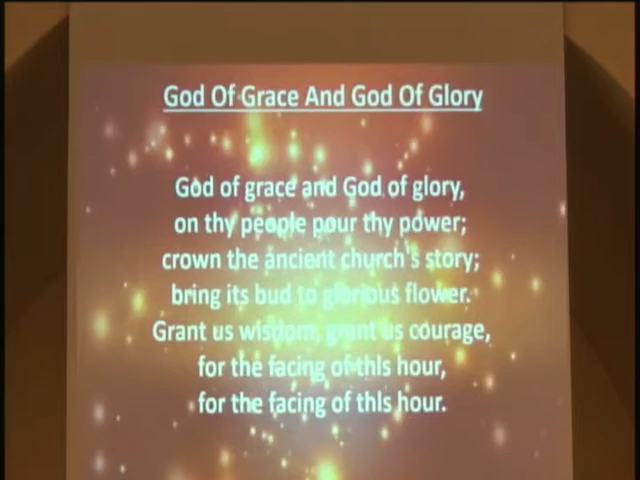 God Of Grace And God Of Glory
God of grace and God of glory,
on thy people pour thy power;
crown the ancient church's story;
bring its bud to glorious flower.
Grant us wisdom, grant us courage,
for the facing of this hour,
for the facing of this hour.